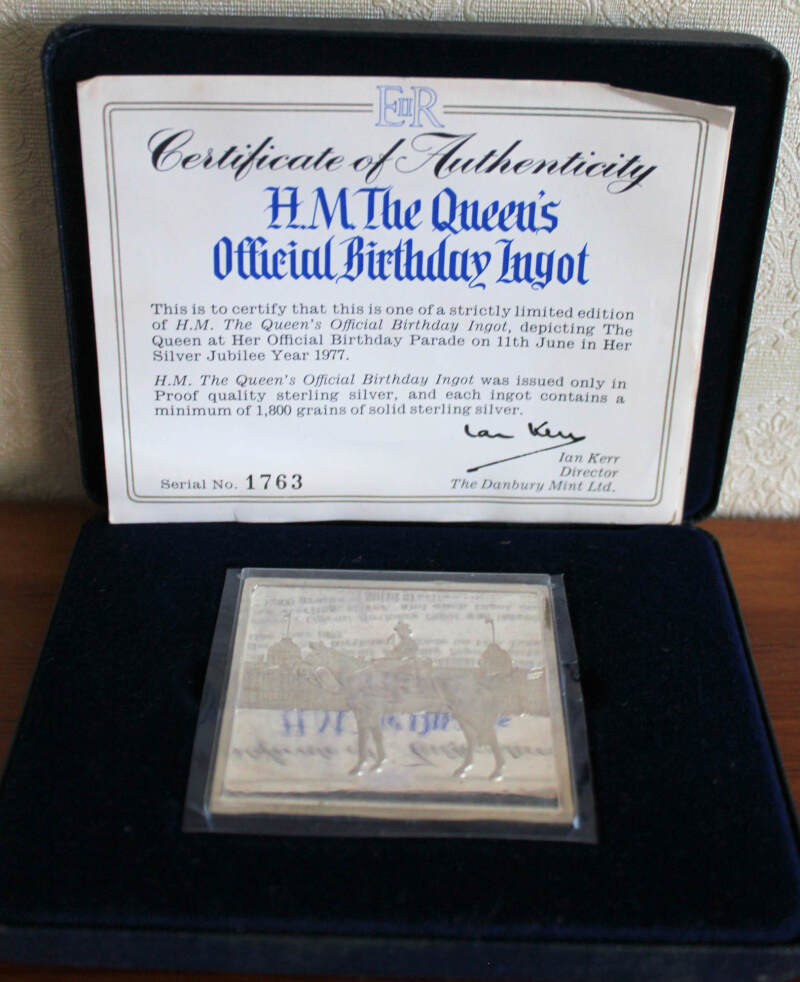 EIIR
Certificate of Authenticity
H.M. The Queen's
Official Birthday Ingot
This is to certify that this is one of a strictly limited edition
of H.M. The Queen's Official Birthday Ingot, depicting The
Queen at Her Official Birthday Parade on 11th June in Her
Silver Jubilee Year 1977.
H.M. The Queen's Official Birthday Ingot was issued only in
Proof quality sterling silver, and each ingot contains a
minimum of 1,800 grains of solid sterling silver.
Ian Kerr
Ian Kerr
Director
Serial No. 1763
The Danbury Mint Ltd.